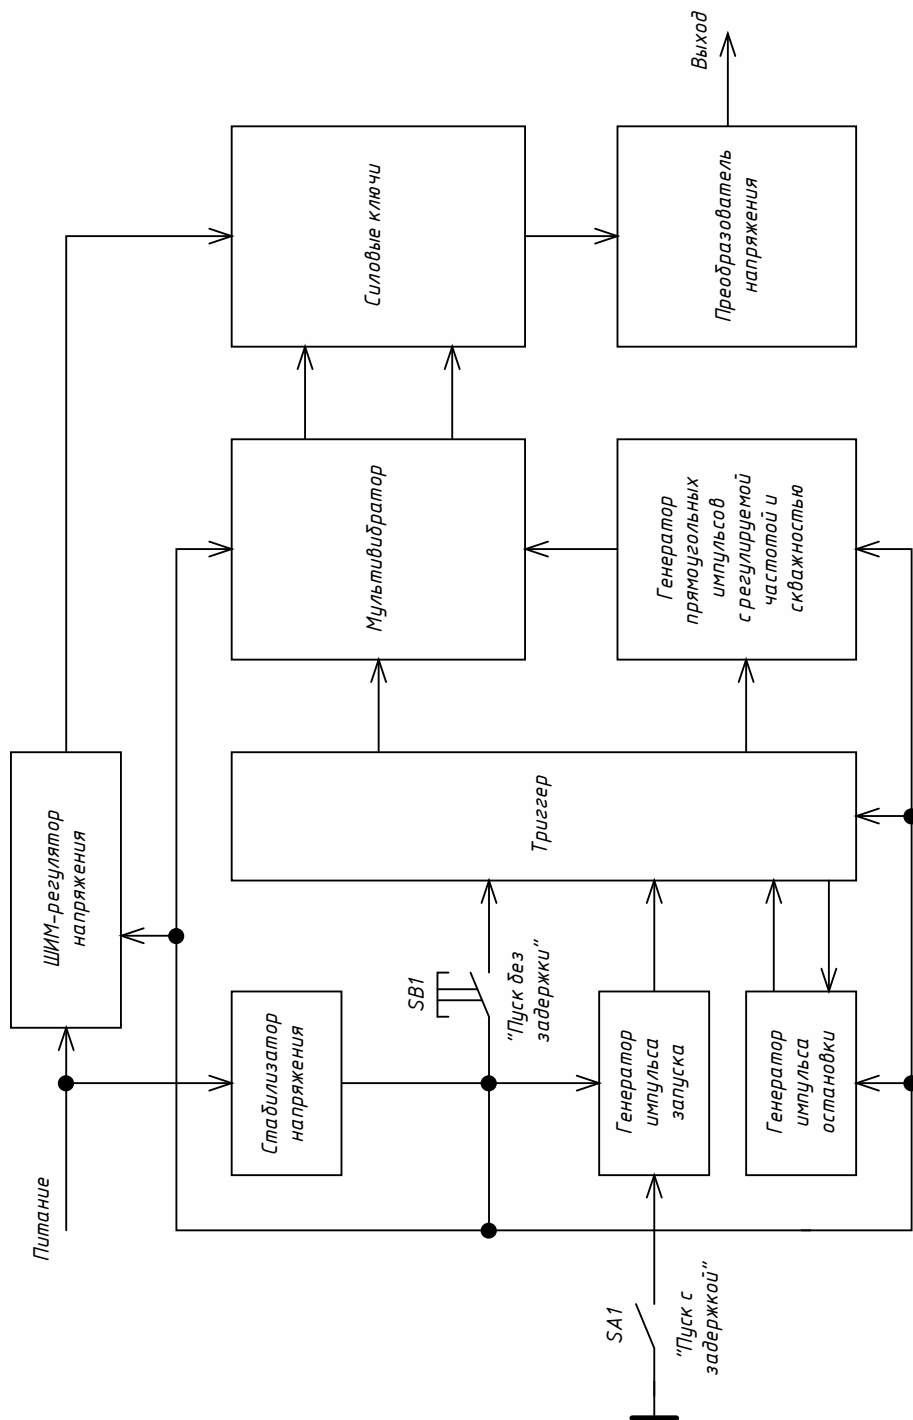 Питание
ШИМ-регулятор
напряжения
Стабилизатор
напряжения
SB1
"Пуск без
задержки"
SA1
"Пуск с
задержкой"
Генератор
импульса
запуска
Генератор
импульса
остановки
Триггер
Мультивибратор
Генератор
прямоугольных
импульсов
с регулируемой
частотой и
скважностью
Силовые ключи
Преобразователь
напряжения
Выход